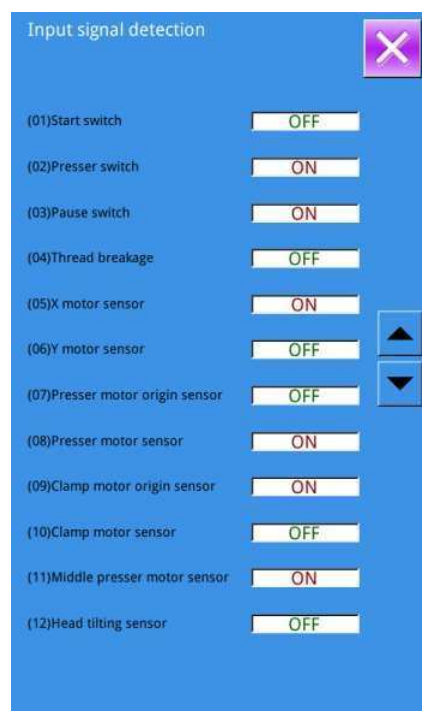 Input signal detection
(01)Start switch OFF
(02)Presser switch ON
(03)Pause switch ON
(04)Thread breakage OFF
(05)X motor sensor ON
(06)Y motor sensor OFF
(07)Presser motor origin sensor OFF
(08)Presser motor sensor ON
(09)Clamp motor origin sensor ON
(10)Clamp motor sensor OFF
(11)Middle presser motor sensor ON
(12)Head tilting sensor OFF